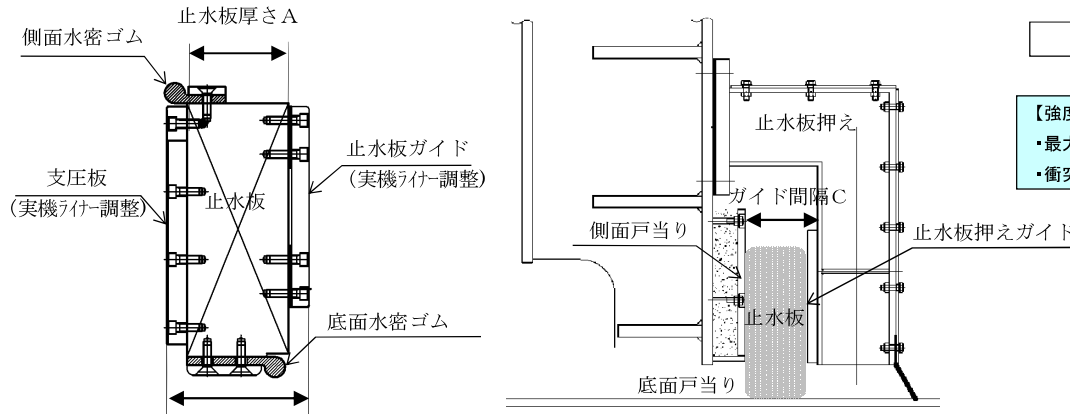 止水板厚さA
側面水密ゴム
支圧板
(実機ﾗｲﾅｰ調整)
止水板
止水板ガイド
(実機ﾗｲﾅｰ調整)
底面水密ゴム
止水板押え
ガイド間隔C
側面戸当り
止水板押えガイド
止水板
底面戸当り
【強度
・最大
・衝突